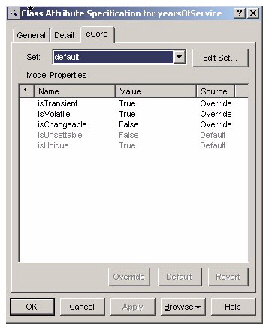 Class Attribute Specification for yearsOfService
General Detail eCore
Set: default Edit Set...
Model Properties
* Name Value Source
isTransient True Override
isVolatile True Override
isChangeable False Override
isUnsettable False Default
isUnique True Default
Override Default Revert
OK Cancel Apply Browse Help